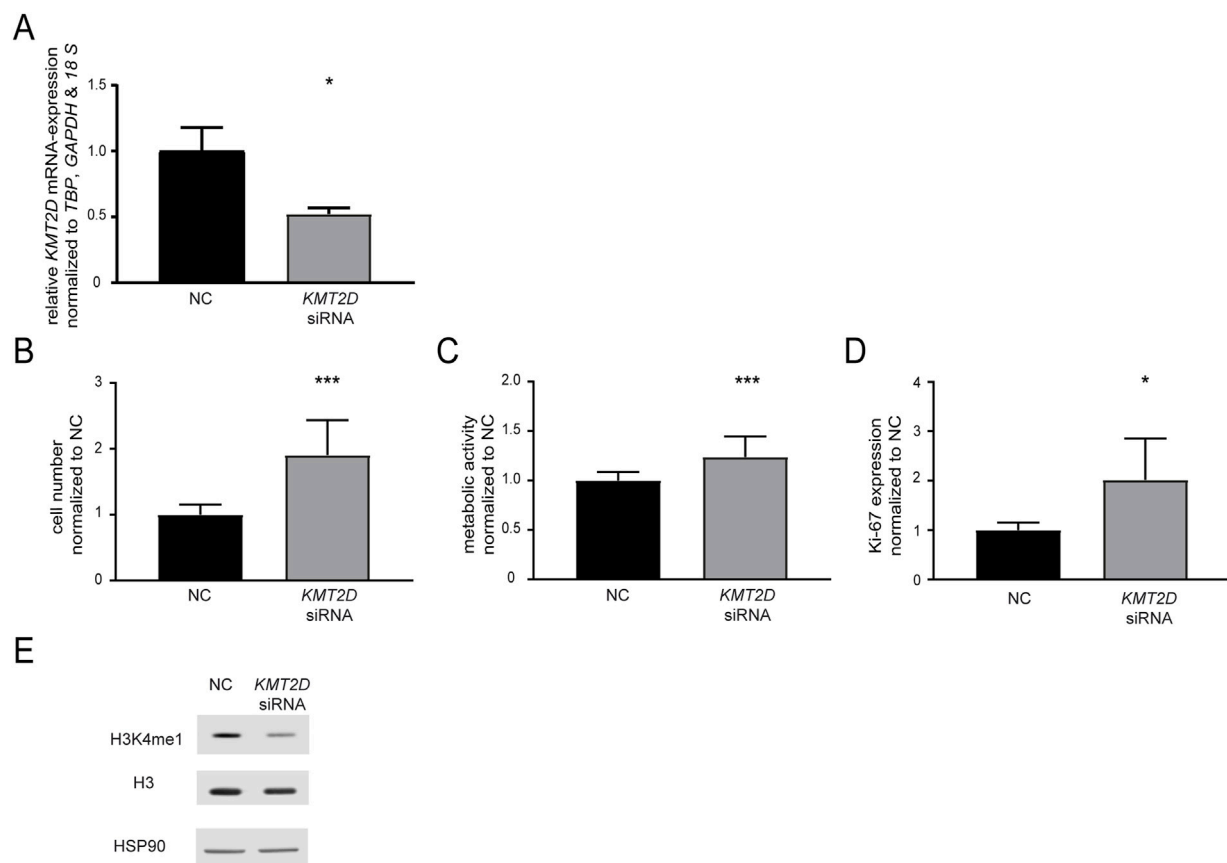 A
relative KMT2D mRNA-expression
normalized to TBP, GAPDH & 18 S
1.5
1.0
0.5
0
*
NC
KMT2D
siRNA
B
cell number
normalized to NC
3
2
1
0
***
NC
KMT2D
siRNA
C
metabolic activity
normalized to NC
2.0
1.5
1.0
0.5
0
***
NC
KMT2D
siRNA
D
Ki-67 expression
normalized to NC
4
3
2
1
0
*
NC
KMT2D
siRNA
E
NC
KMT2D
siRNA
H3K4me1
H3
HSP90